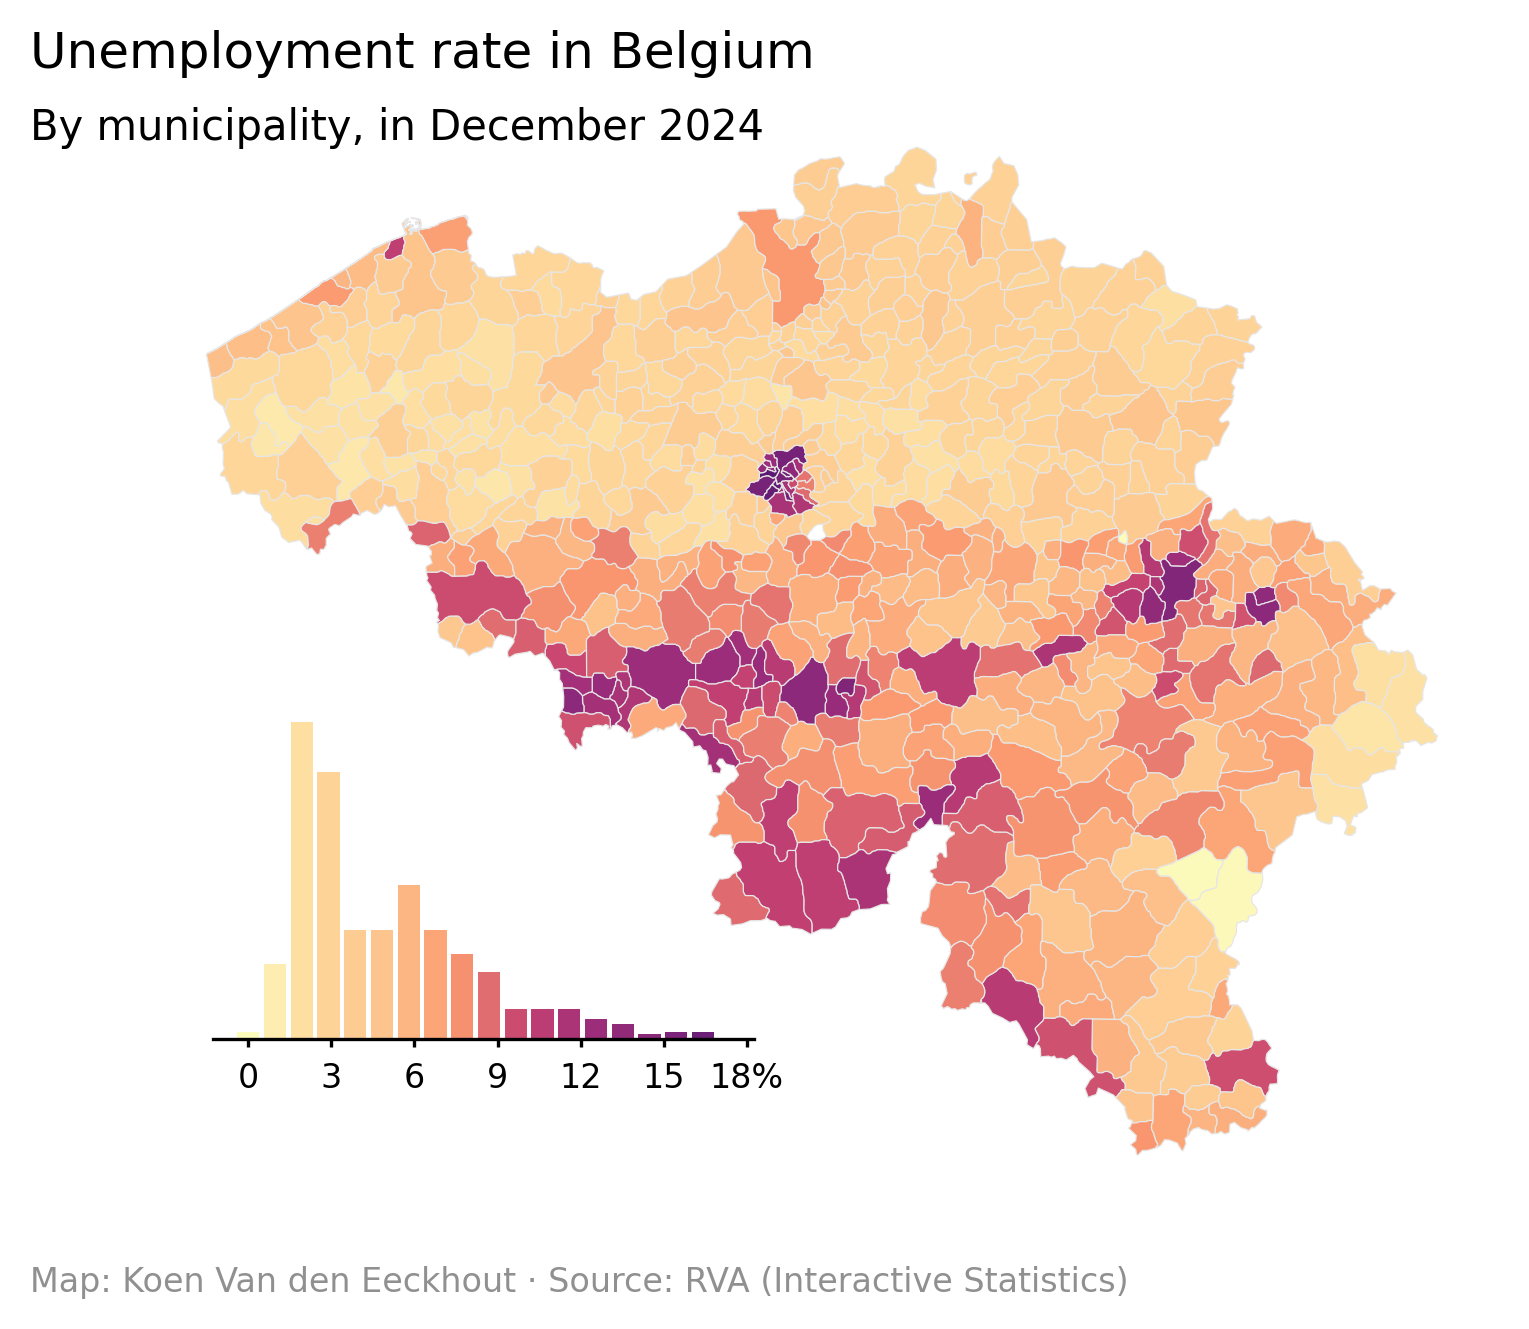 Unemployment rate in Belgium
By municipality, in December 2024
0 3 6 9 12 15 18%
Map: Koen Van den Eeckhout · Source: RVA (Interactive Statistics)